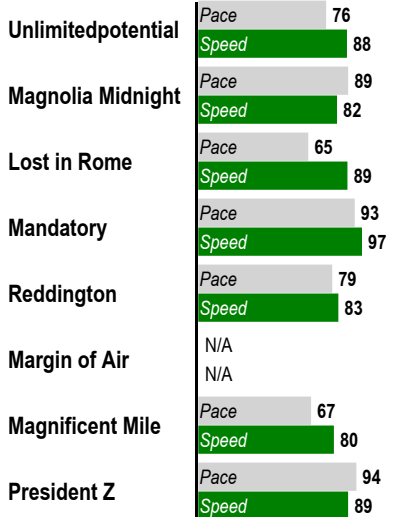 Unlimitedpotential
Pace 76
Speed 88
Magnolia Midnight
Pace 89
Speed 82
Lost in Rome
Pace 65
Speed 89
Mandatory
Pace 93
Speed 97
Reddington
Pace 79
Speed 83
Margin of Air
N/A
N/A
Magnificent Mile
Pace 67
Speed 80
President Z
Pace 94
Speed 89